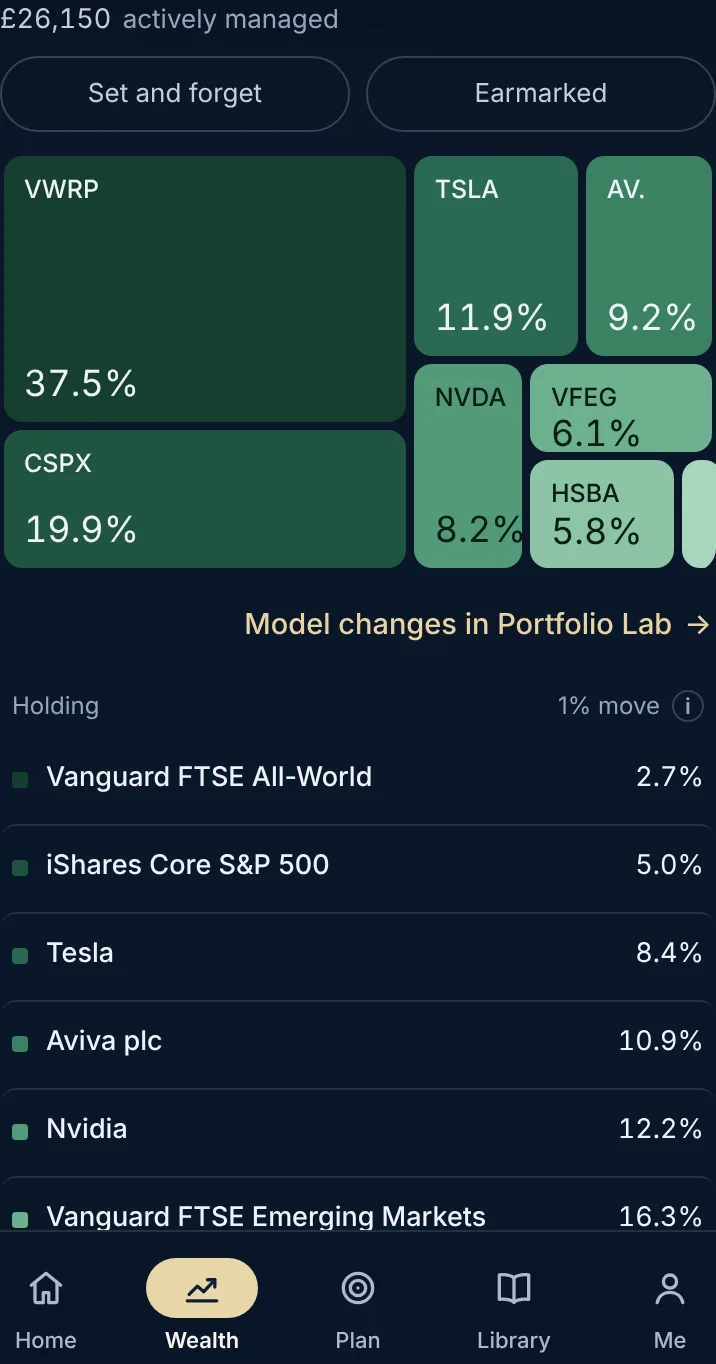 £26,150 actively managed
Set and forget
Earmarked
VWRP
37.5%
CSPX
19.9%
TSLA
11.9%
AV.
9.2%
NVDA
8.2%
VFEG
6.1%
HSBA
5.8%
Model changes in Portfolio Lab →
Holding 1% move i
Vanguard FTSE All-World 2.7%
iShares Core S&P 500 5.0%
Tesla 8.4%
Aviva plc 10.9%
Nvidia 12.2%
Vanguard FTSE Emerging Markets 16.3%
Home Wealth Plan Library Me